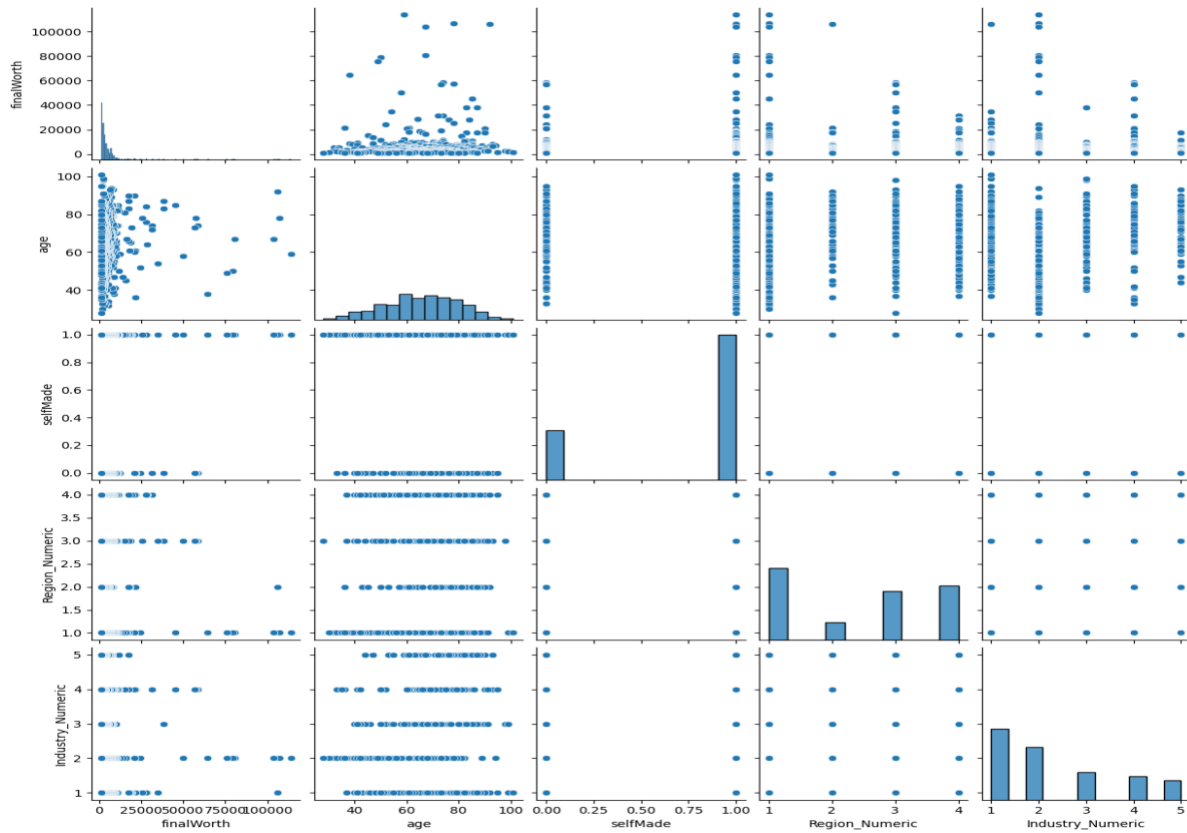 100000
80000
60000
40000
20000
0
finalWorth
100
80
60
40
age
1.0
0.8
0.6
0.4
0.2
0.0
selfMade
4.0
3.5
3.0
2.5
2.0
1.5
1.0
Region_Numeric
5
4
3
2
1
Industry_Numeric
0 25000 50000 75000 100000
40 60 80 100
0.00 0.25 0.50 0.75 1.00
1 2 3 4
1 2 3 4 5
finalWorth age selfMade Region_Numeric Industry_Numeric